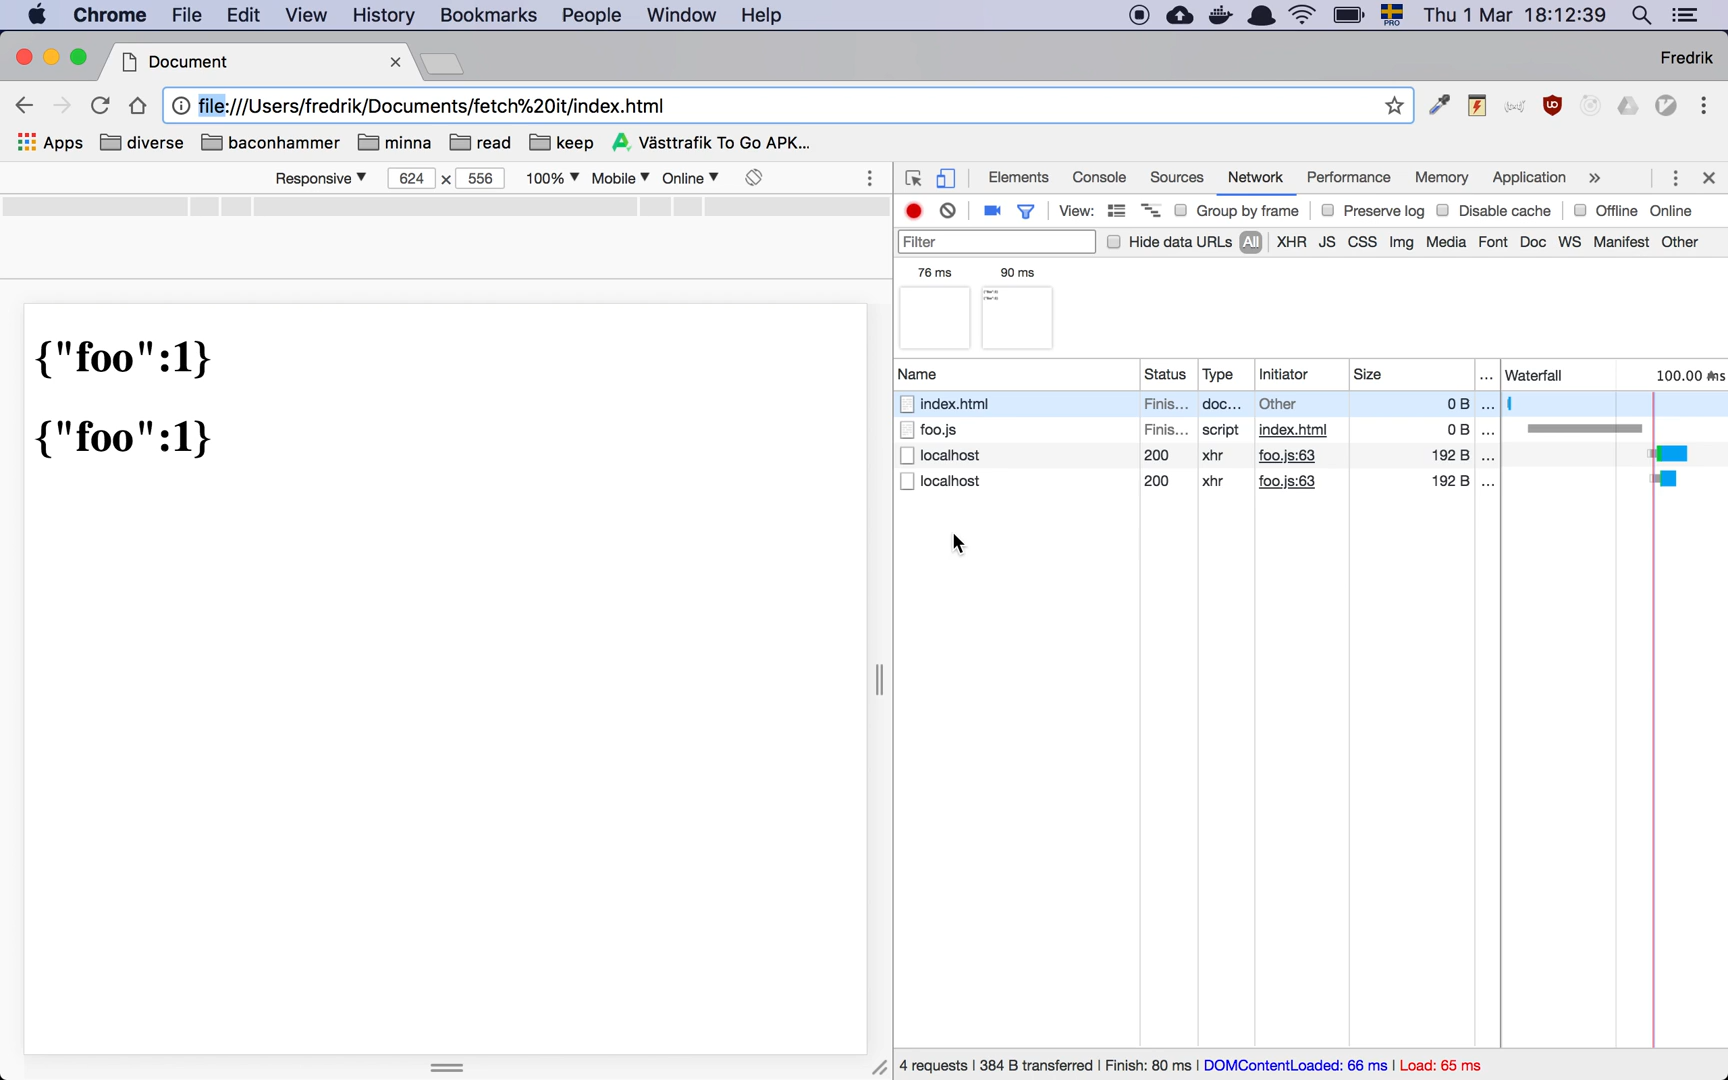 Chrome File Edit View History Bookmarks People Window Help PRO Thu 1 Mar 18:12:39
Document Fredrik
file:///Users/fredrik/Documents/fetch%20it/index.html
Apps diverse baconhammer minna read keep Västtrafik To Go APK...
Responsive 624 × 556 100% Mobile Online
Elements Console Sources Network Performance Memory Application
View: Group by frame Preserve log Disable cache Offline Online
Filter Hide data URLs All XHR JS CSS Img Media Font Doc WS Manifest Other
76 ms 90 ms
{"foo":1}
{"foo":1}
{"foo":1}
{"foo":1}
Name Status Type Initiator Size ... Waterfall 100.00 ms
index.html Finis... doc... Other 0 B ...
foo.js Finis... script index.html 0 B ...
localhost 200 xhr foo.js:63 192 B ...
localhost 200 xhr foo.js:63 192 B ...
4 requests | 384 B transferred | Finish: 80 ms | DOMContentLoaded: 66 ms | Load: 65 ms